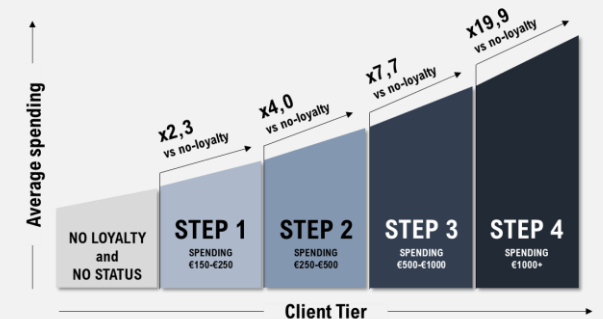 x19,9
vs no-loyalty
x7,7
vs no-loyalty
x4,0
vs no-loyalty
x2,3
vs no-loyalty
Average spending
NO LOYALTY
and
NO STATUS
STEP 1
SPENDING
€150-€250
STEP 2
SPENDING
€250-€500
STEP 3
SPENDING
€500-€1000
STEP 4
SPENDING
€1000+
Client Tier